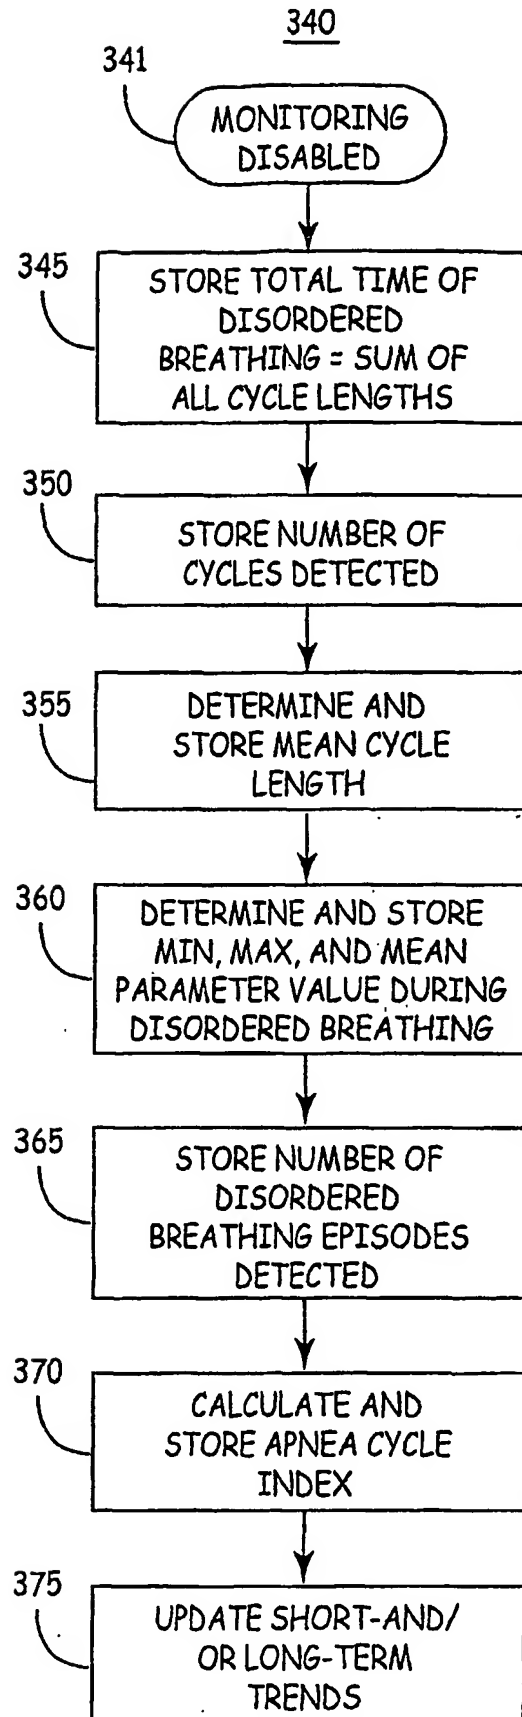 340
341
MONITORING
DISABLED
345
STORE TOTAL TIME OF
DISORDERED
BREATHING = SUM OF
ALL CYCLE LENGTHS
350
STORE NUMBER OF
CYCLES DETECTED
355
DETERMINE AND
STORE MEAN CYCLE
LENGTH
360
DETERMINE AND STORE
MIN, MAX, AND MEAN
PARAMETER VALUE DURING
DISORDERED BREATHING
365
STORE NUMBER OF
DISORDERED
BREATHING EPISODES
DETECTED
370
CALCULATE AND
STORE APNEA CYCLE
INDEX
375
UPDATE SHORT-AND/
OR LONG-TERM
TRENDS